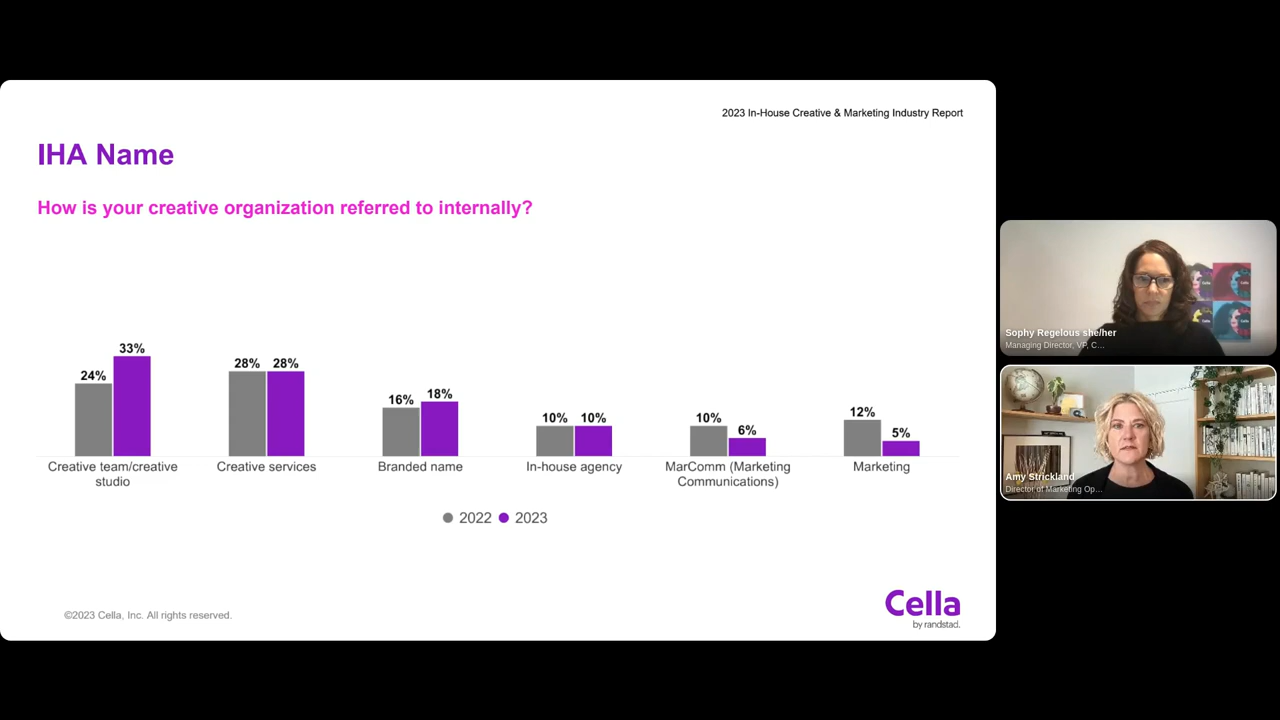 2023 In-House Creative & Marketing Industry Report
IHA Name
How is your creative organization referred to internally?
24%
33%
28%
28%
16%
18%
10%
10%
10%
6%
12%
5%
Creative team/creative
studio
Creative services
Branded name
In-house agency
MarComm (Marketing
Communications)
Marketing
2022
2023
©2023 Cella, Inc. All rights reserved.
Cella
by randstad.
Sophy Regelous she/her
Managing Director, VP, C…
Amy Strickland
Director of Marketing Op…